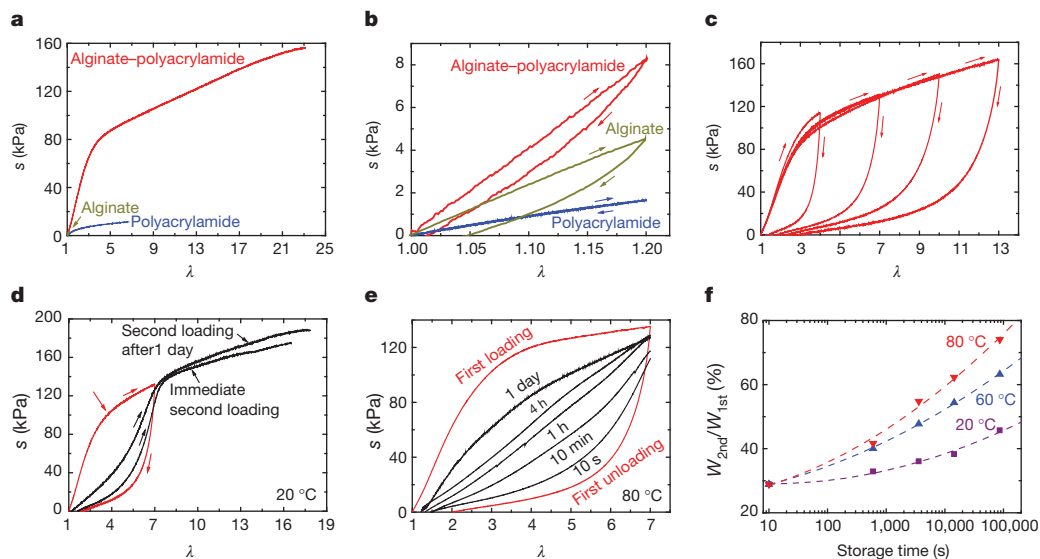 a
160
120
80
40
0
s (kPa)
Alginate–polyacrylamide
Alginate
Polyacrylamide
1 5 9 13 17 21 25
λ
b
8
6
4
2
0
s (kPa)
Alginate–polyacrylamide
Alginate
Polyacrylamide
1.00 1.05 1.10 1.15 1.20
λ
c
160
120
80
40
0
s (kPa)
1 3 5 7 9 11 13
λ
d
200
160
120
80
40
0
s (kPa)
Second loading
after1 day
Immediate
second loading
20 °C
1 4 7 10 13 16 19
λ
e
120
80
40
0
s (kPa)
First loading
1 day
4 h
1 h
10 min
10 s
First unloading
80 °C
1 2 3 4 5 6 7
λ
f
80
60
40
20
W2nd/W1st (%)
80 °C
60 °C
20 °C
10 100 1,000 10,000 100,000
Storage time (s)